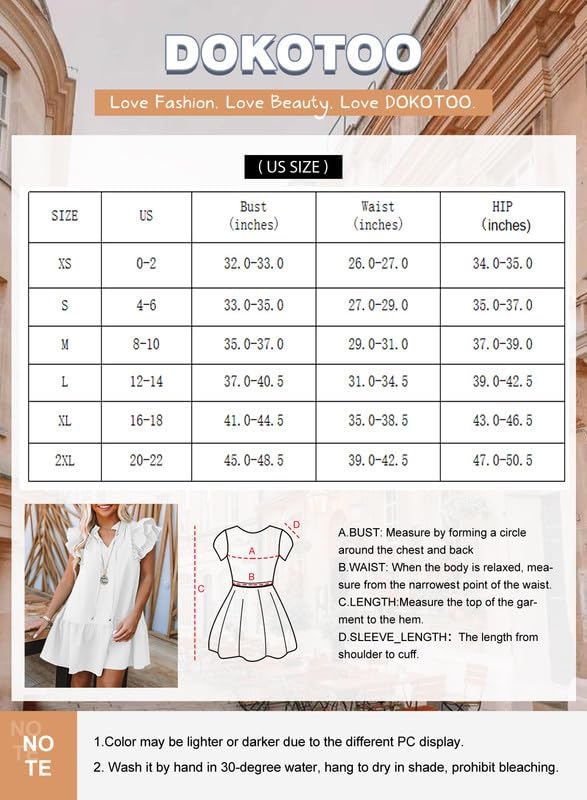 DOKOTOO
Love Fashion. Love Beauty. Love DOKOTOO.
( US SIZE )
SIZE US Bust (inches) Waist (inches) HIP (inches)
XS 0-2 32.0-33.0 26.0-27.0 34.0-35.0
S 4-6 33.0-35.0 27.0-29.0 35.0-37.0
M 8-10 35.0-37.0 29.0-31.0 37.0-39.0
L 12-14 37.0-40.5 31.0-34.5 39.0-42.5
XL 16-18 41.0-44.5 35.0-38.5 43.0-46.5
2XL 20-22 45.0-48.5 39.0-42.5 47.0-50.5
D
A
B
C
A.BUST: Measure by forming a circle
around the chest and back
B.WAIST: When the body is relaxed, mea-
sure from the narrowest point of the waist.
C.LENGTH:Measure the top of the gar-
ment to the hem.
D.SLEEVE_LENGTH: The length from
shoulder to cuff.
NO
TE
NO
TE
1.Color may be lighter or darker due to the different PC display.
2. Wash it by hand in 30-degree water, hang to dry in shade, prohibit bleaching.